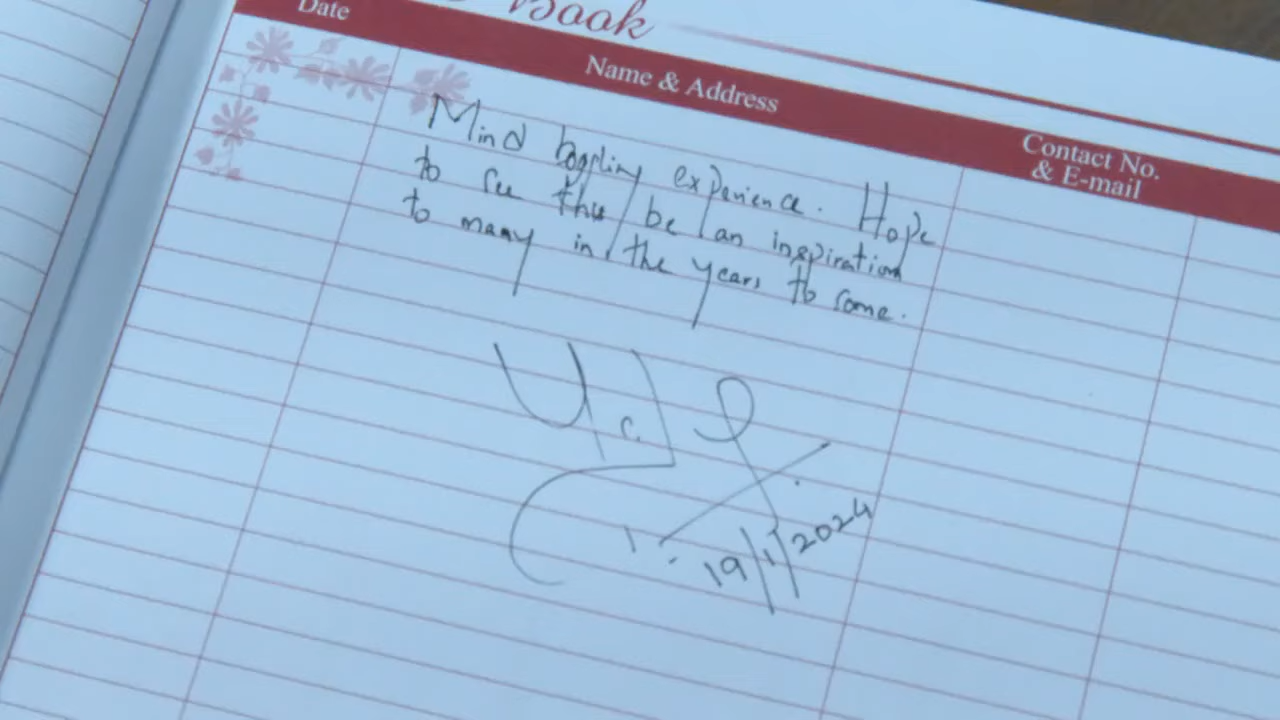 Book
Date
Name & Address
Contact No.
& E-mail
Mind boggling experience. Hope
to see this be an inspiration
to many in the years to come.
19/1/2024